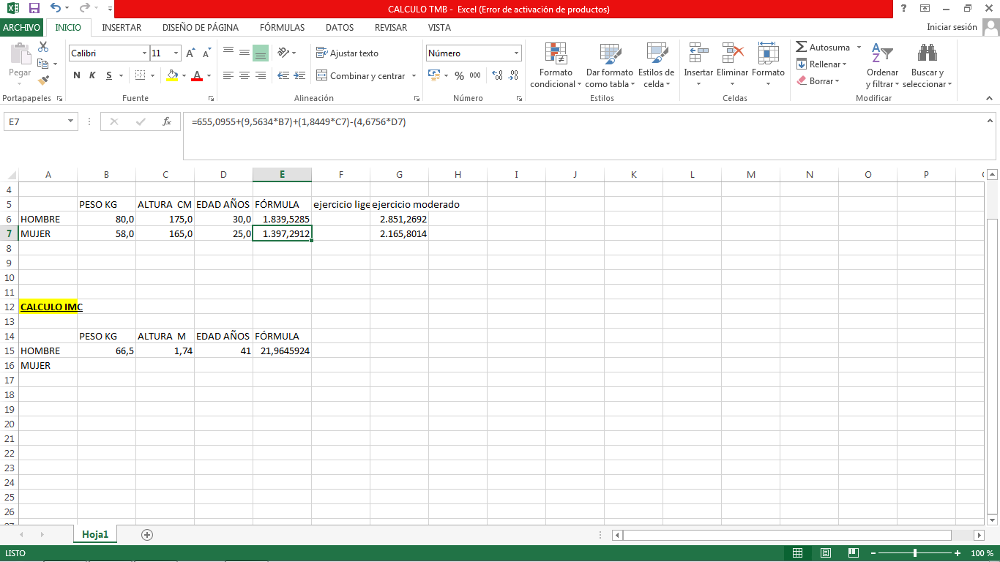 CALCULO TMB - Excel (Error de activación de productos)
ARCHIVO INICIO INSERTAR DISEÑO DE PÁGINA FÓRMULAS DATOS REVISAR VISTA Iniciar sesión
Pegar
Calibri 11
N K S
Ajustar texto
Combinar y centrar
Número
% 000
Formato condicional
Dar formato como tabla
Estilos de celda
Insertar Eliminar Formato
Autosuma
Rellenar
Borrar
Ordenar y filtrar
Buscar y seleccionar
Portapapeles Fuente Alineación Número Estilos Celdas Modificar
E7 fx =655,0955+(9,5634*B7)+(1,8449*C7)-(4,6756*D7)
A B C D E F G H I J K L M N O P
4
5 PESO KG ALTURA CM EDAD AÑOS FÓRMULA ejercicio lige ejercicio moderado
6 HOMBRE 80,0 175,0 30,0 1.839,5285 2.851,2692
7 MUJER 58,0 165,0 25,0 1.397,2912 2.165,8014
8
9
10
11
12 CALCULO IMC
13
14 PESO KG ALTURA M EDAD AÑOS FÓRMULA
15 HOMBRE 66,5 1,74 41 21,9645924
16 MUJER
17
18
19
20
21
22
23
24
25
26
Hoja1
LISTO 100 %